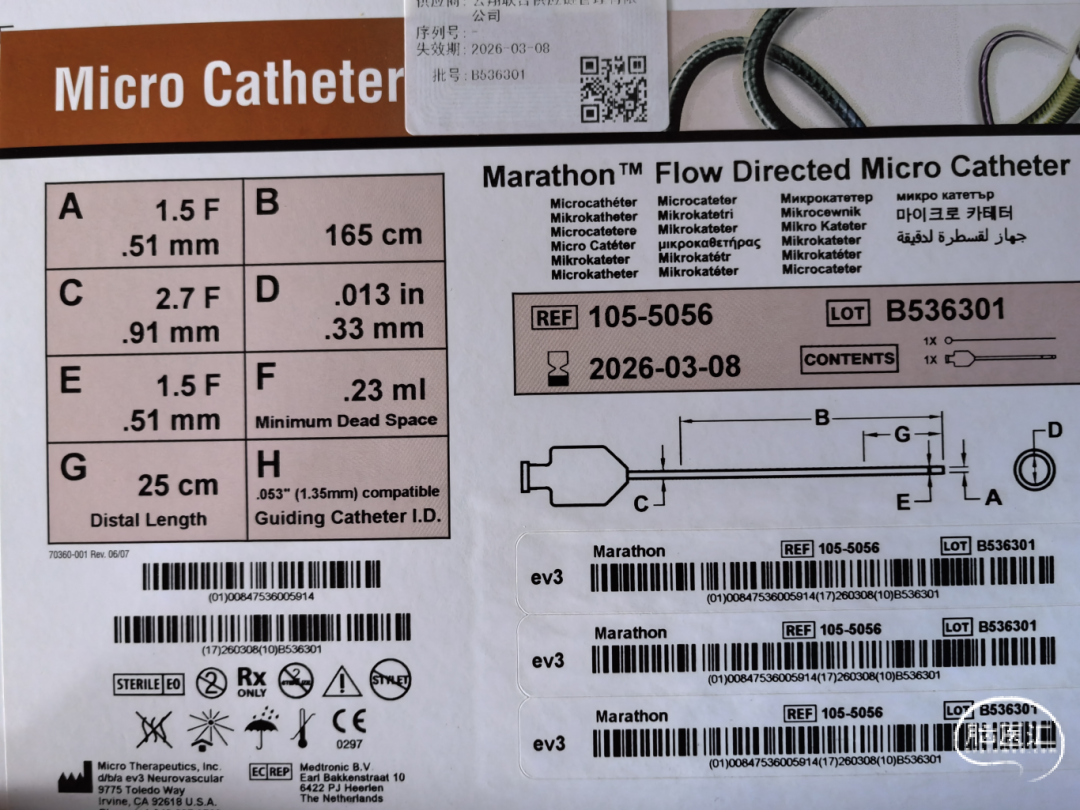 公司
序列号: -
失效期: 2026-03-08
批号: B536301
Micro Catheter
Marathon™ Flow Directed Micro Catheter
Microcathéter
Mikrokatheter
Microcatetere
Micro Catéter
Mikrokateter
Microkatheter
Microcateter
Mikrokatetri
Mikrokateter
μικροκαθετήρας
Mikrokatétr
Mikrokatéter
Микрокатетер
Mikrocewnik
Mikro Kateter
Mikrokateter
Mikrokatéter
Microcateter
микро катетър
마이크로 카테터
جهاز لقسطرة لدقيقة
A
1.5 F
.51 mm
B
165 cm
C
2.7 F
.91 mm
D
.013 in
.33 mm
E
1.5 F
.51 mm
F
.23 ml
Minimum Dead Space
G
25 cm
Distal Length
H
.053" (1.35mm) compatible
Guiding Catheter I.D.
70360-001 Rev. 06/07
REF 105-5056
LOT B536301
2026-03-08
CONTENTS
1X
1X
B
G
D
C
E
A
(01)00847536005914
(17)260308(10)B536301
STERILE EO
2
Rx
ONLY
2
STYLET
CE
0297
Micro Therapeutics, Inc.
d/b/a ev3 Neurovascular
9775 Toledo Way
Irvine, CA 92618 U.S.A.
EC REP
Medtronic B.V.
Earl Bakkenstraat 10
6422 PJ Heerlen
The Netherlands
Marathon REF 105-5056 LOT B536301
ev3
(01)00847536005914(17)260308(10)B536301
Marathon REF 105-5056 LOT B536301
ev3
(01)00847536005914(17)260308(10)B536301
Marathon REF 105-5056 LOT B536301
ev3
(01)00847536005914(17)260308(10)B536301
脑医汇